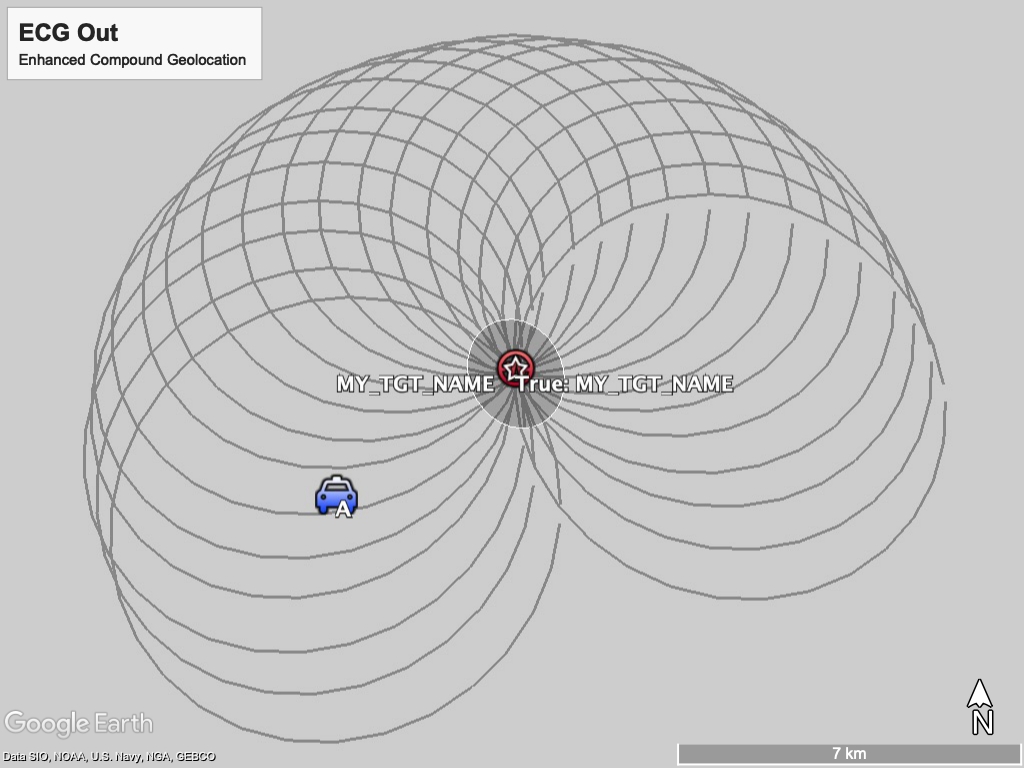 ECG Out
Enhanced Compound Geolocation
MY_TGT_NAME
True: MY_TGT_NAME
A
N
Google Earth
Data SIO, NOAA, U.S. Navy, NGA, GEBCO
7 km